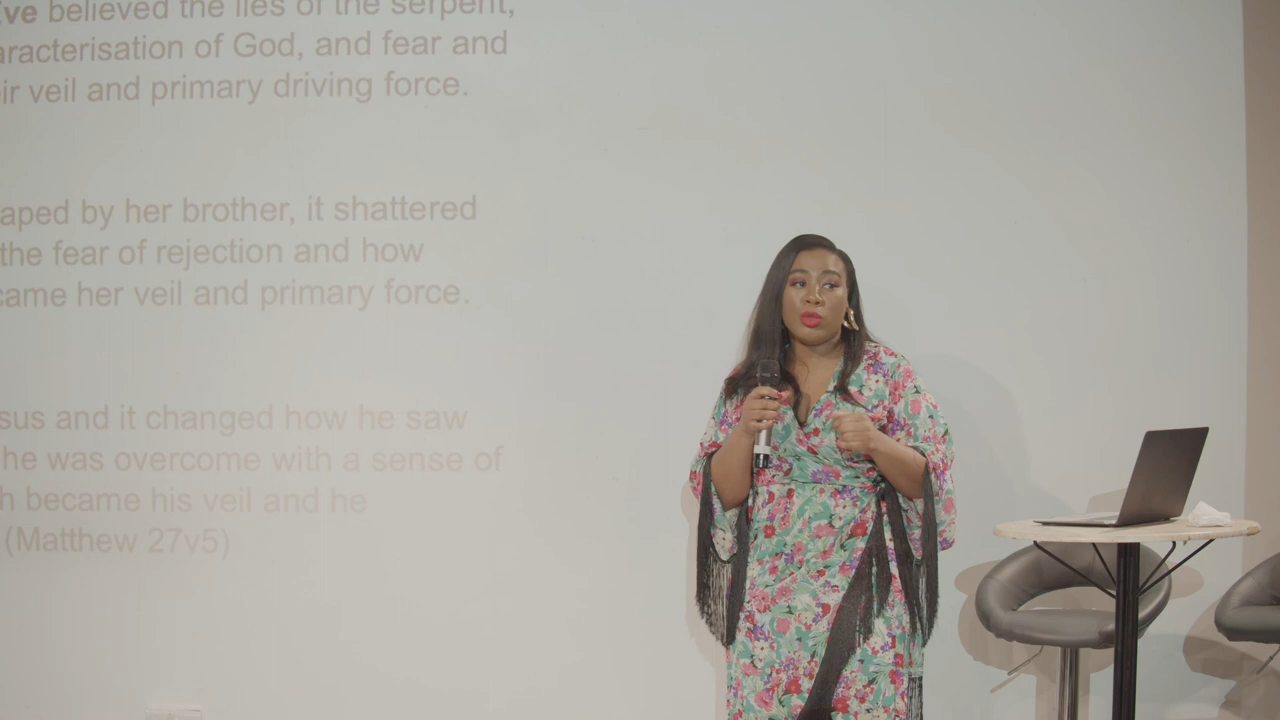 Eve believed the lies of the serpent,
aracterisation of God, and fear and
eir veil and primary driving force.
aped by her brother, it shattered
the fear of rejection and how
came her veil and primary force.
sus and it changed how he saw
he was overcome with a sense of
h became his veil and he
(Matthew 27v5)